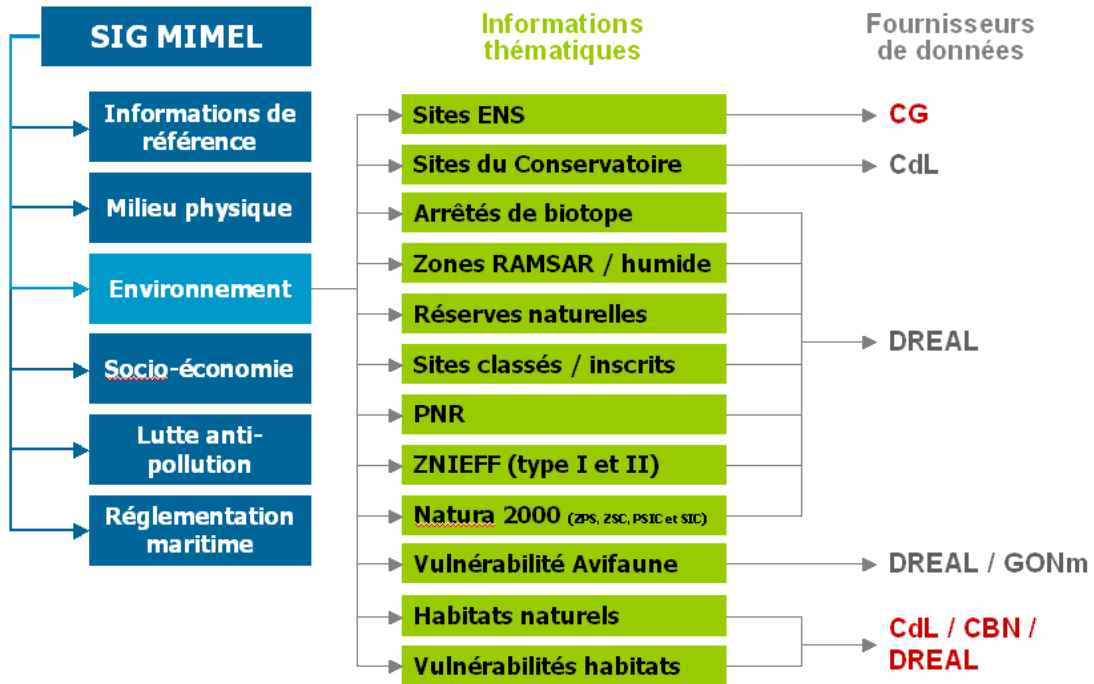 SIG MIMEL
Informations de
référence
Milieu physique
Environnement
Socio-économie
Lutte anti-
pollution
Réglementation
maritime
Informations
thématiques
Sites ENS
Sites du Conservatoire
Arrêtés de biotope
Zones RAMSAR / humide
Réserves naturelles
Sites classés / inscrits
PNR
ZNIEFF (type I et II)
Natura 2000 (ZPS, ZSC, PSIC et SIC)
Vulnérabilité Avifaune
Habitats naturels
Vulnérabilités habitats
Fournisseurs
de données
CG
CdL
DREAL
DREAL / GONm
CdL / CBN /
DREAL